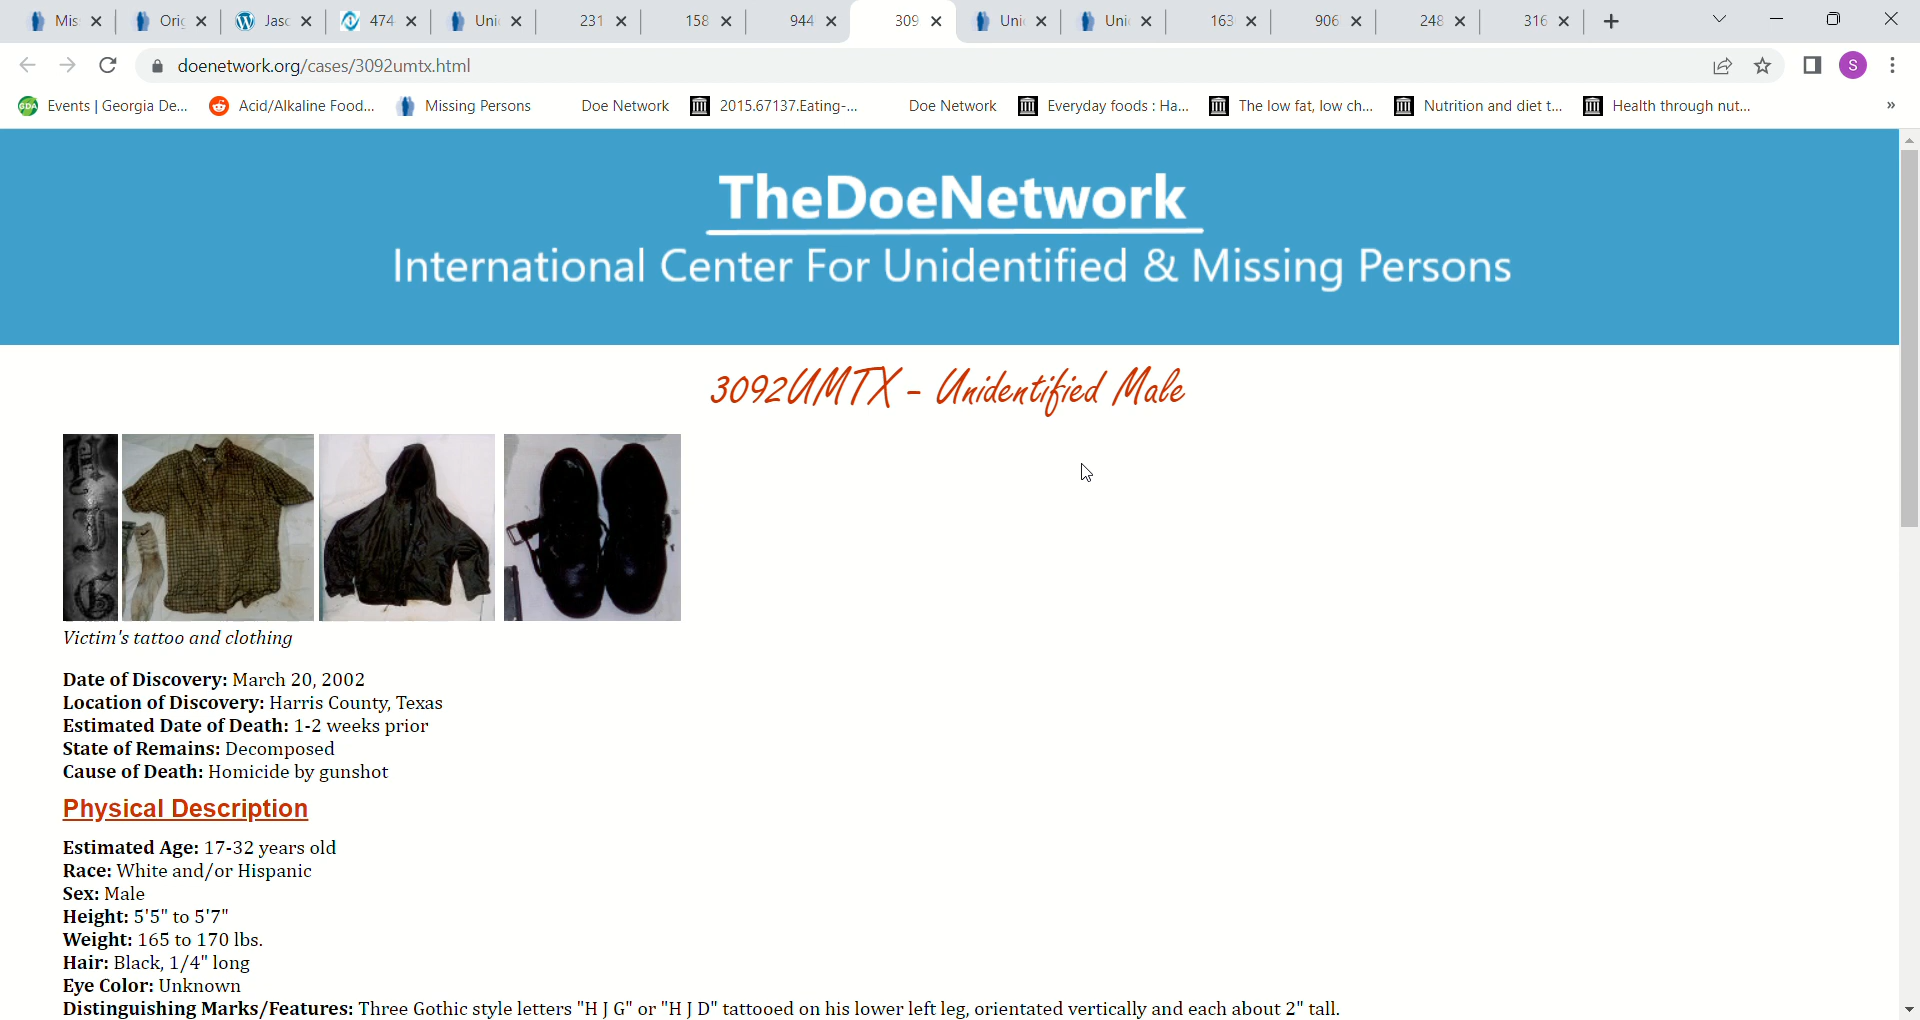 Mis
Orig
Jasc
474
Uni
231
158
944
309
Uni
Uni
163
906
248
316
doenetwork.org/cases/3092umtx.html
S
GDA
Events | Georgia De...
Acid/Alkaline Food...
Missing Persons
Doe Network
2015.67137.Eating-...
Doe Network
Everyday foods : Ha...
The low fat, low ch...
Nutrition and diet t...
Health through nut...
»
TheDoeNetwork
International Center For Unidentified & Missing Persons
3092UMTX - Unidentified Male
Victim's tattoo and clothing
Date of Discovery: March 20, 2002
Location of Discovery: Harris County, Texas
Estimated Date of Death: 1-2 weeks prior
State of Remains: Decomposed
Cause of Death: Homicide by gunshot
Physical Description
Estimated Age: 17-32 years old
Race: White and/or Hispanic
Sex: Male
Height: 5'5" to 5'7"
Weight: 165 to 170 lbs.
Hair: Black, 1/4" long
Eye Color: Unknown
Distinguishing Marks/Features: Three Gothic style letters "H J G" or "H J D" tattooed on his lower left leg, orientated vertically and each about 2" tall.